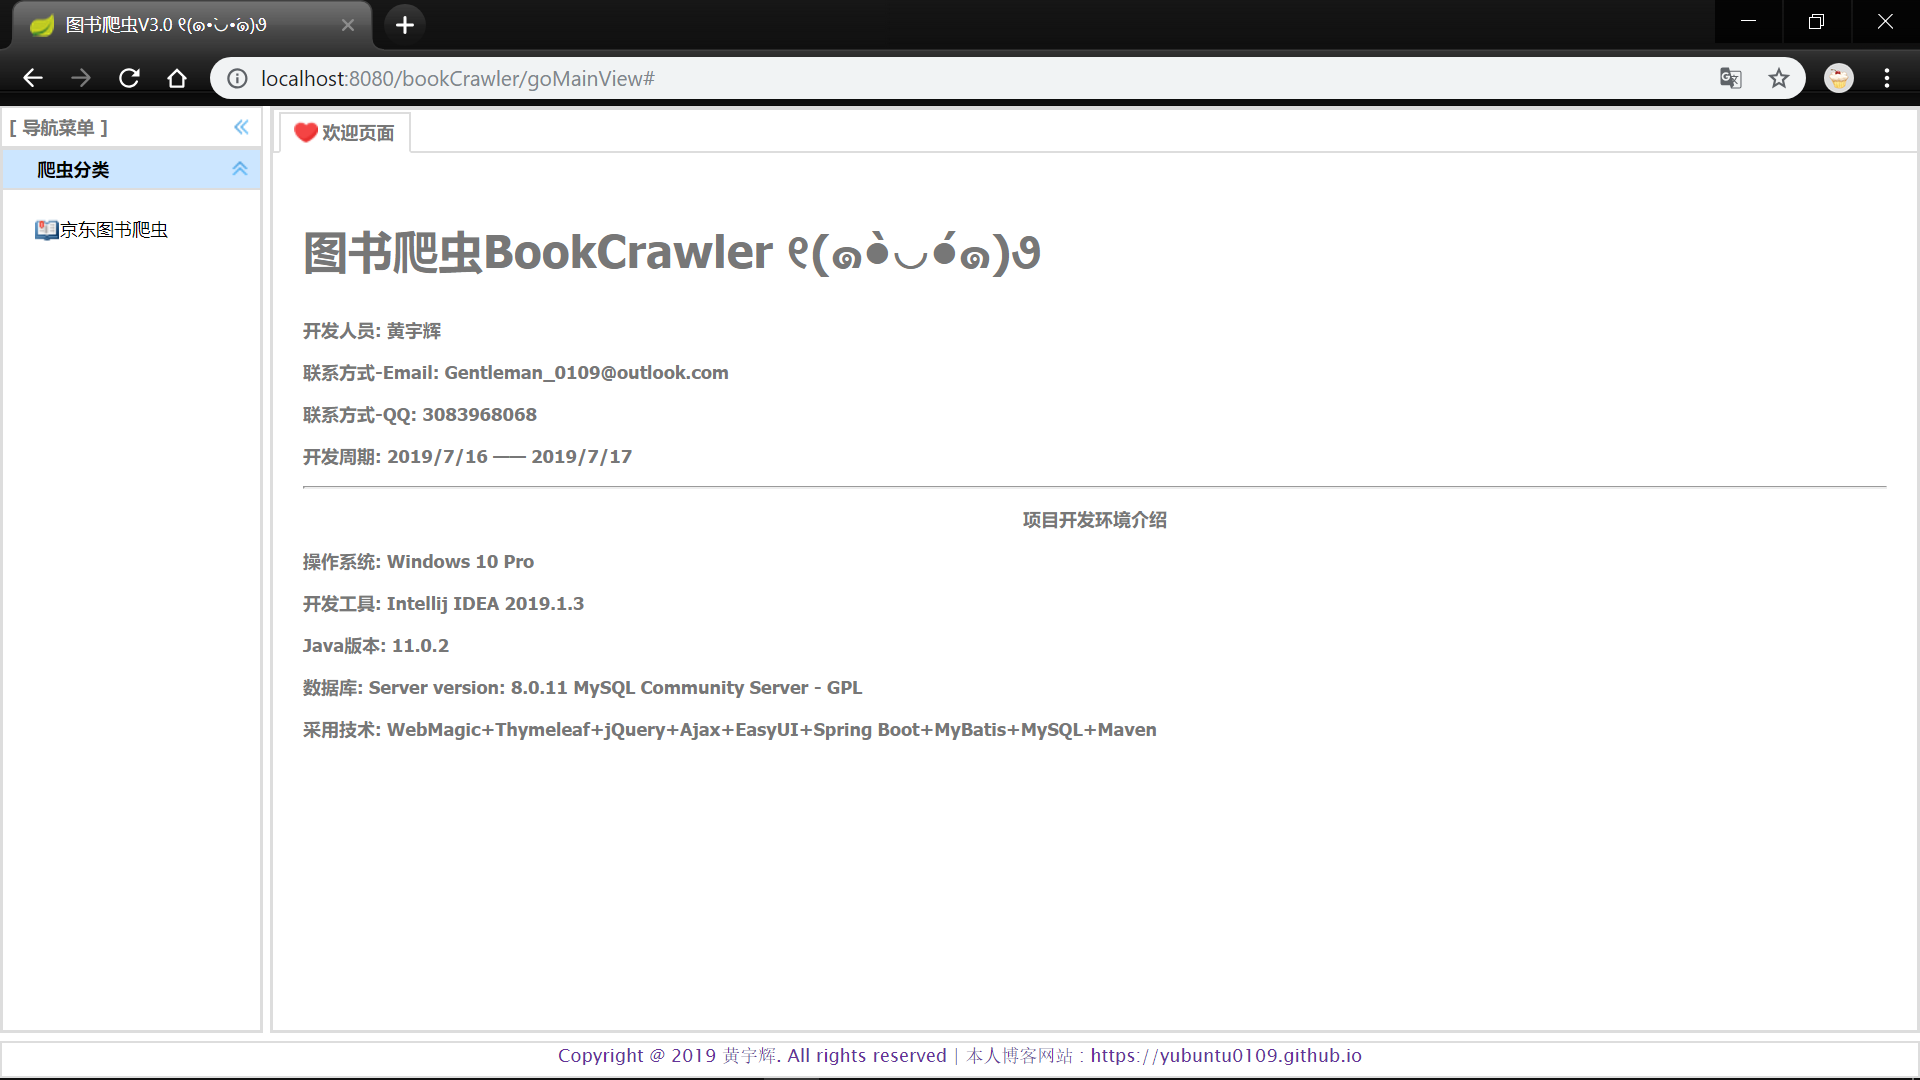 图书爬虫V3.0 ୧(๑•̀◡•́๑)૭
localhost:8080/bookCrawler/goMainView#
[ 导航菜单 ]
爬虫分类
京东图书爬虫
欢迎页面
图书爬虫BookCrawler ୧(๑•̀◡•́๑)૭
开发人员: 黄宇辉
联系方式-Email: Gentleman_0109@outlook.com
联系方式-QQ: 3083968068
开发周期: 2019/7/16 —— 2019/7/17
项目开发环境介绍
操作系统: Windows 10 Pro
开发工具: Intellij IDEA 2019.1.3
Java版本: 11.0.2
数据库: Server version: 8.0.11 MySQL Community Server - GPL
采用技术: WebMagic+Thymeleaf+jQuery+Ajax+EasyUI+Spring Boot+MyBatis+MySQL+Maven
Copyright @ 2019 黄宇辉. All rights reserved | 本人博客网站 : https://yubuntu0109.github.io